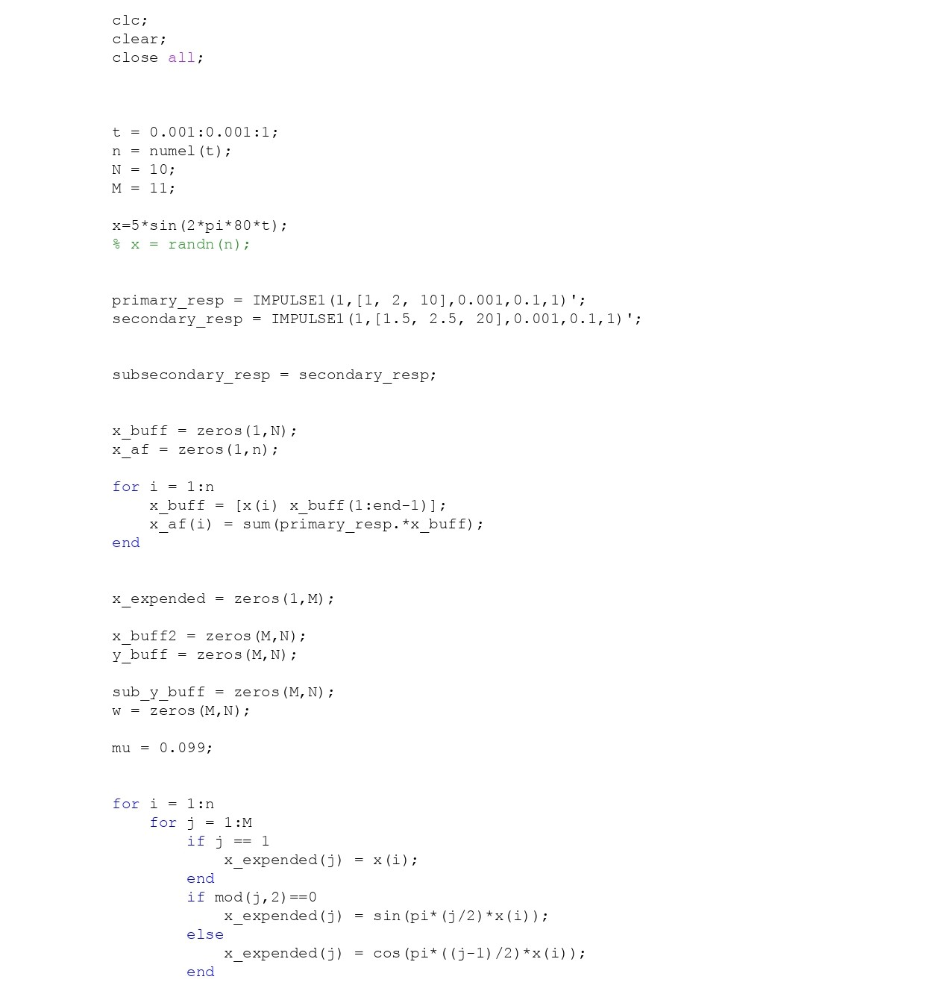 clc;
clear;
close all;
t = 0.001:0.001:1;
n = numel(t);
N = 10;
M = 11;
x=5*sin(2*pi*80*t);
% x = randn(n);
primary_resp = IMPULSE1(1,[1, 2, 10],0.001,0.1,1)';
secondary_resp = IMPULSE1(1,[1.5, 2.5, 20],0.001,0.1,1)';
subsecondary_resp = secondary_resp;
x_buff = zeros(1,N);
x_af = zeros(1,n);
for i = 1:n
    x_buff = [x(i) x_buff(1:end-1)];
    x_af(i) = sum(primary_resp.*x_buff);
end
x_expended = zeros(1,M);
x_buff2 = zeros(M,N);
y_buff = zeros(M,N);
sub_y_buff = zeros(M,N);
w = zeros(M,N);
mu = 0.099;
for i = 1:n
    for j = 1:M
        if j == 1
            x_expended(j) = x(i);
        end
        if mod(j,2)==0
            x_expended(j) = sin(pi*(j/2)*x(i));
        else
            x_expended(j) = cos(pi*((j-1)/2)*x(i));
        end